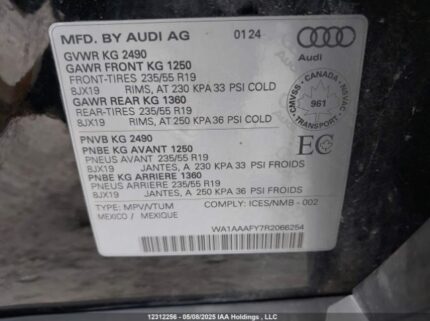 MFD. BY AUDI AG 01 24
GVWR KG 2490
GAWR FRONT KG 1250
FRONT-TIRES 235/55 R19
8JX19 RIMS, AT 230 KPA 33 PSI COLD
GAWR REAR KG 1360
REAR-TIRES 235/55 R19
8JX19 RIMS, AT 250 KPA 36 PSI COLD
Audi
CMVSS - CANADA - NSVAC
961
TRANSPORT
PNVB KG 2490
PNBE KG AVANT 1250
PNEUS AVANT 235/55 R19
8JX19 JANTES, A 230 KPA 33 PSI FROIDS
PNBE KG ARRIERE 1360
PNEUS ARRIERE 235/55 R19
8JX19 JANTES, A 250 KPA 36 PSI FROIDS
EC
TYPE: MPV/VTUM COMPLY: ICES/NMB - 002
MEXICO / MEXIQUE
WA1AAAFY7R2066254
12312256 - 05/08/2025 IAA Holdings, LLC